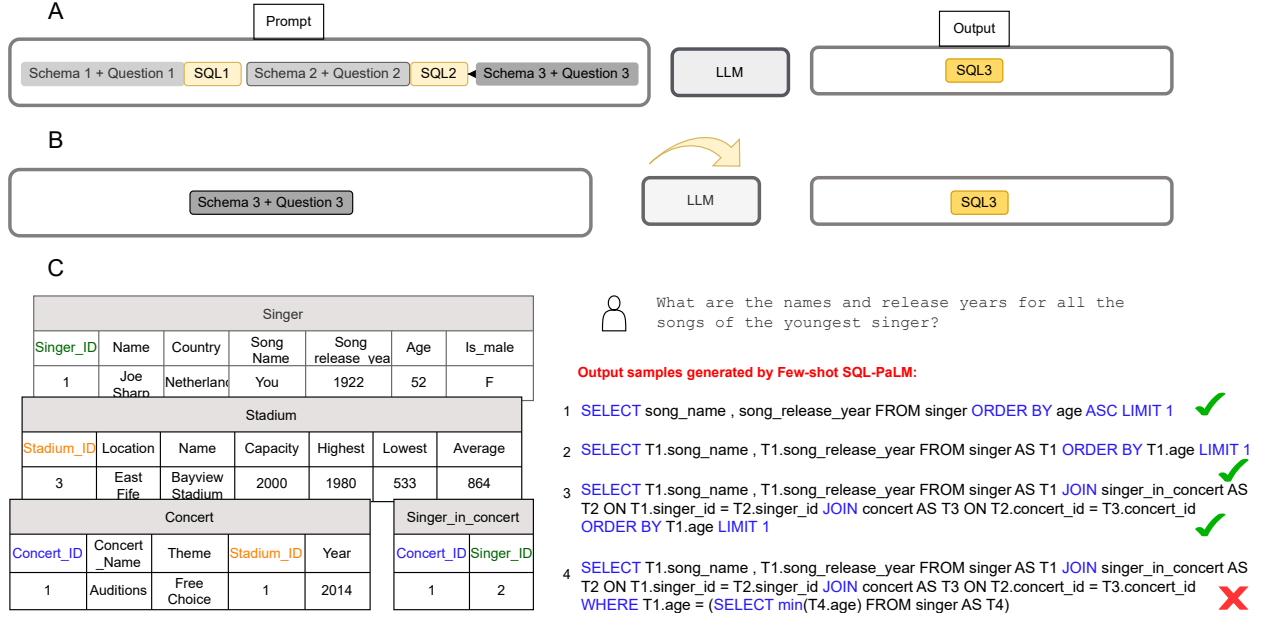 A
Prompt
Output
Schema 1 + Question 1 SQL1 Schema 2 + Question 2 SQL2 Schema 3 + Question 3
LLM
SQL3
B
Schema 3 + Question 3
LLM
SQL3
C
Singer
Singer_ID Name Country Song Name Song release_yea Age Is_male
1 Joe Sharp Netherland You 1922 52 F
Stadium
Stadium_ID Location Name Capacity Highest Lowest Average
3 East Fife Bayview Stadium 2000 1980 533 864
Concert
Concert_ID Concert _Name Theme Stadium_ID Year
1 Auditions Free Choice 1 2014
Singer_in_concert
Concert_ID Singer_ID
1 2
What are the names and release years for all the
songs of the youngest singer?
Output samples generated by Few-shot SQL-PaLM:
1 SELECT song_name , song_release_year FROM singer ORDER BY age ASC LIMIT 1
2 SELECT T1.song_name , T1.song_release_year FROM singer AS T1 ORDER BY T1.age LIMIT 1
3 SELECT T1.song_name , T1.song_release_year FROM singer AS T1 JOIN singer_in_concert AS
T2 ON T1.singer_id = T2.singer_id JOIN concert AS T3 ON T2.concert_id = T3.concert_id
ORDER BY T1.age LIMIT 1
4 SELECT T1.song_name , T1.song_release_year FROM singer AS T1 JOIN singer_in_concert AS
T2 ON T1.singer_id = T2.singer_id JOIN concert AS T3 ON T2.concert_id = T3.concert_id
WHERE T1.age = (SELECT min(T4.age) FROM singer AS T4)